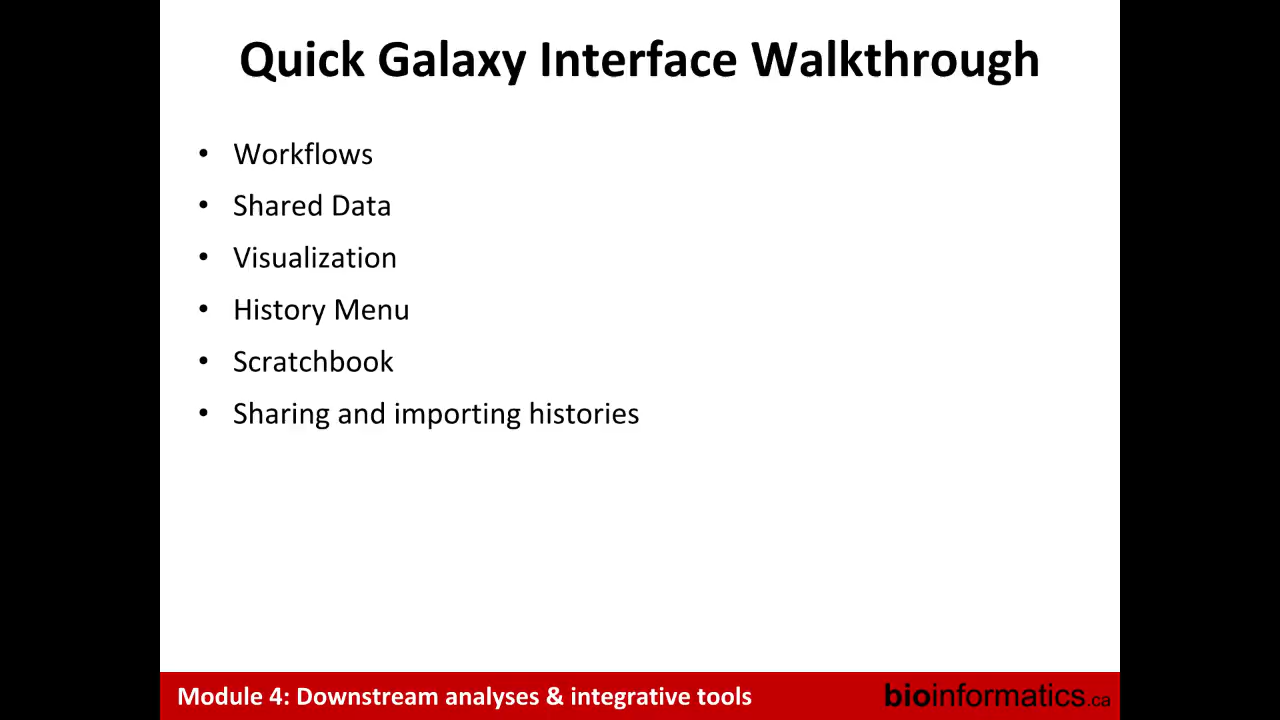 Quick Galaxy Interface Walkthrough
• Workflows
• Shared Data
• Visualization
• History Menu
• Scratchbook
• Sharing and importing histories
Module 4: Downstream analyses & integrative tools
bioinformatics.ca